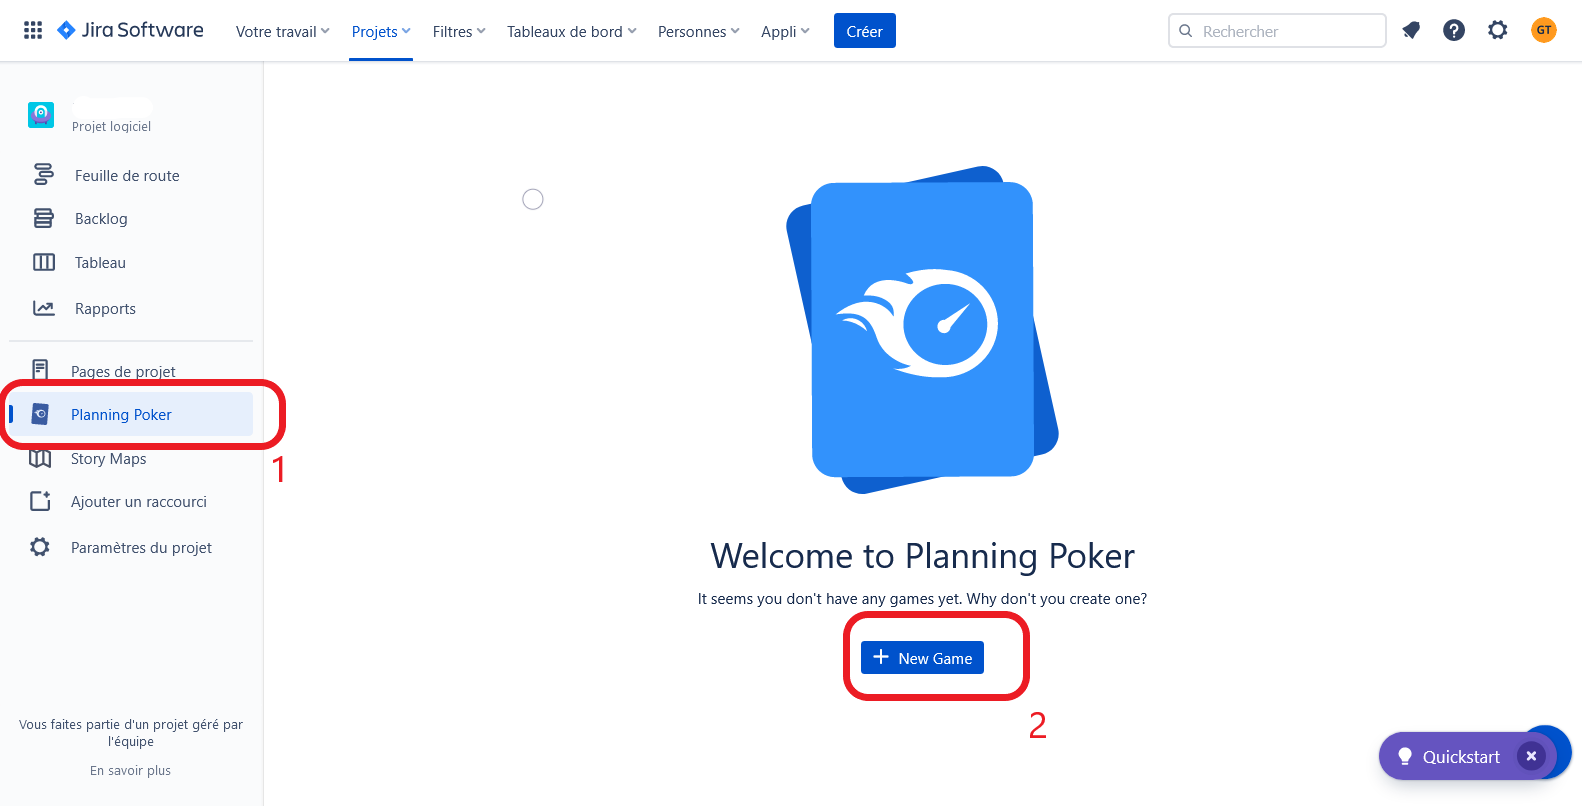 Jira Software
Votre travail
Projets
Filtres
Tableaux de bord
Personnes
Appli
Créer
Rechercher
GT
Projet logiciel
Feuille de route
Backlog
Tableau
Rapports
Pages de projet
Planning Poker
1
Story Maps
Ajouter un raccourci
Paramètres du projet
Vous faites partie d'un projet géré par
l'équipe
En savoir plus
Welcome to Planning Poker
It seems you don't have any games yet. Why don't you create one?
New Game
2
Quickstart